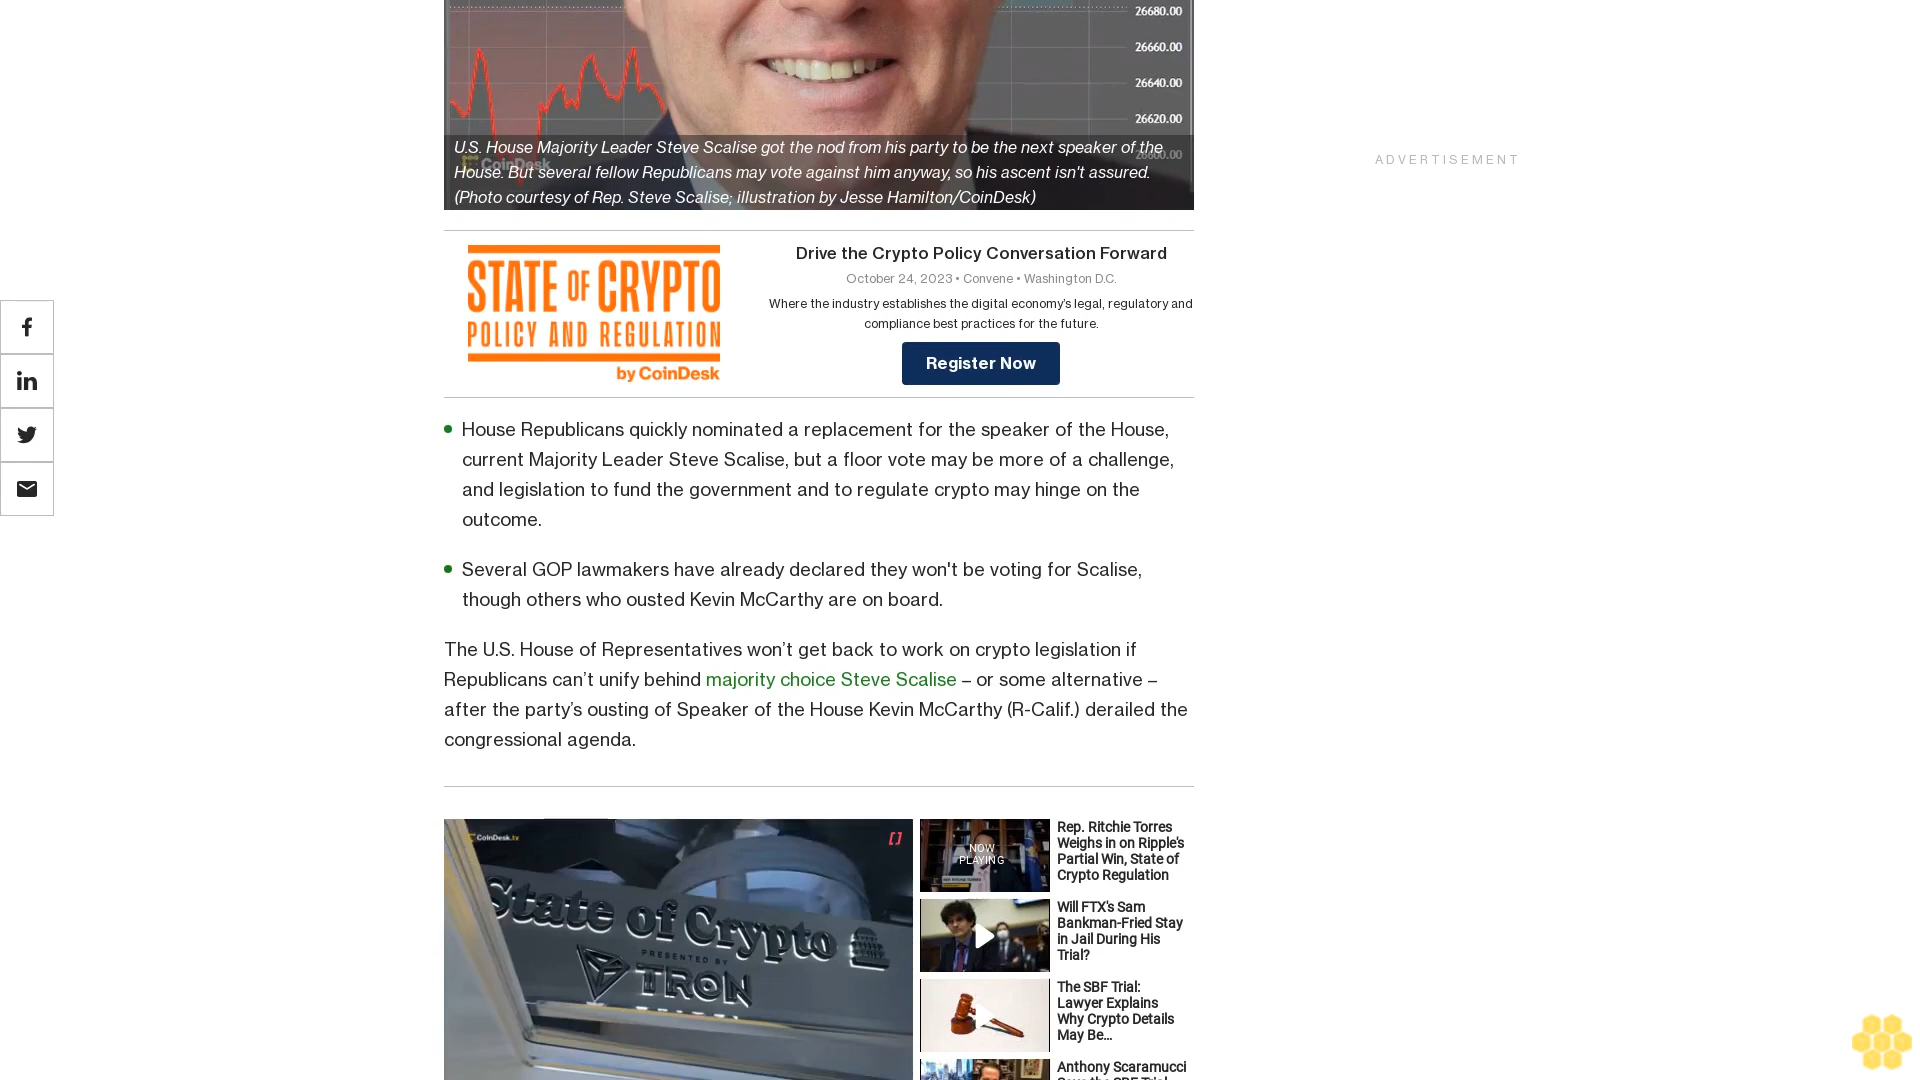 26680.00
26660.00
26640.00
26620.00
26600.00
CoinDesk
U.S. House Majority Leader Steve Scalise got the nod from his party to be the next speaker of the
House. But several fellow Republicans may vote against him anyway, so his ascent isn't assured.
(Photo courtesy of Rep. Steve Scalise; illustration by Jesse Hamilton/CoinDesk)
ADVERTISEMENT
STATE OF CRYPTO
POLICY AND REGULATION
by CoinDesk
Drive the Crypto Policy Conversation Forward
October 24, 2023 • Convene • Washington D.C.
Where the industry establishes the digital economy's legal, regulatory and
compliance best practices for the future.
Register Now
House Republicans quickly nominated a replacement for the speaker of the House,
current Majority Leader Steve Scalise, but a floor vote may be more of a challenge,
and legislation to fund the government and to regulate crypto may hinge on the
outcome.
Several GOP lawmakers have already declared they won't be voting for Scalise,
though others who ousted Kevin McCarthy are on board.
The U.S. House of Representatives won’t get back to work on crypto legislation if
Republicans can’t unify behind majority choice Steve Scalise – or some alternative –
after the party’s ousting of Speaker of the House Kevin McCarthy (R-Calif.) derailed the
congressional agenda.
CoinDesk.tv
State of Crypto
PRESENTED BY
TRON
NOW
PLAYING
Rep. Ritchie Torres
Weighs in on Ripple's
Partial Win, State of
Crypto Regulation
Will FTX's Sam
Bankman-Fried Stay
in Jail During His
Trial?
The SBF Trial:
Lawyer Explains
Why Crypto Details
May Be...
Anthony Scaramucci